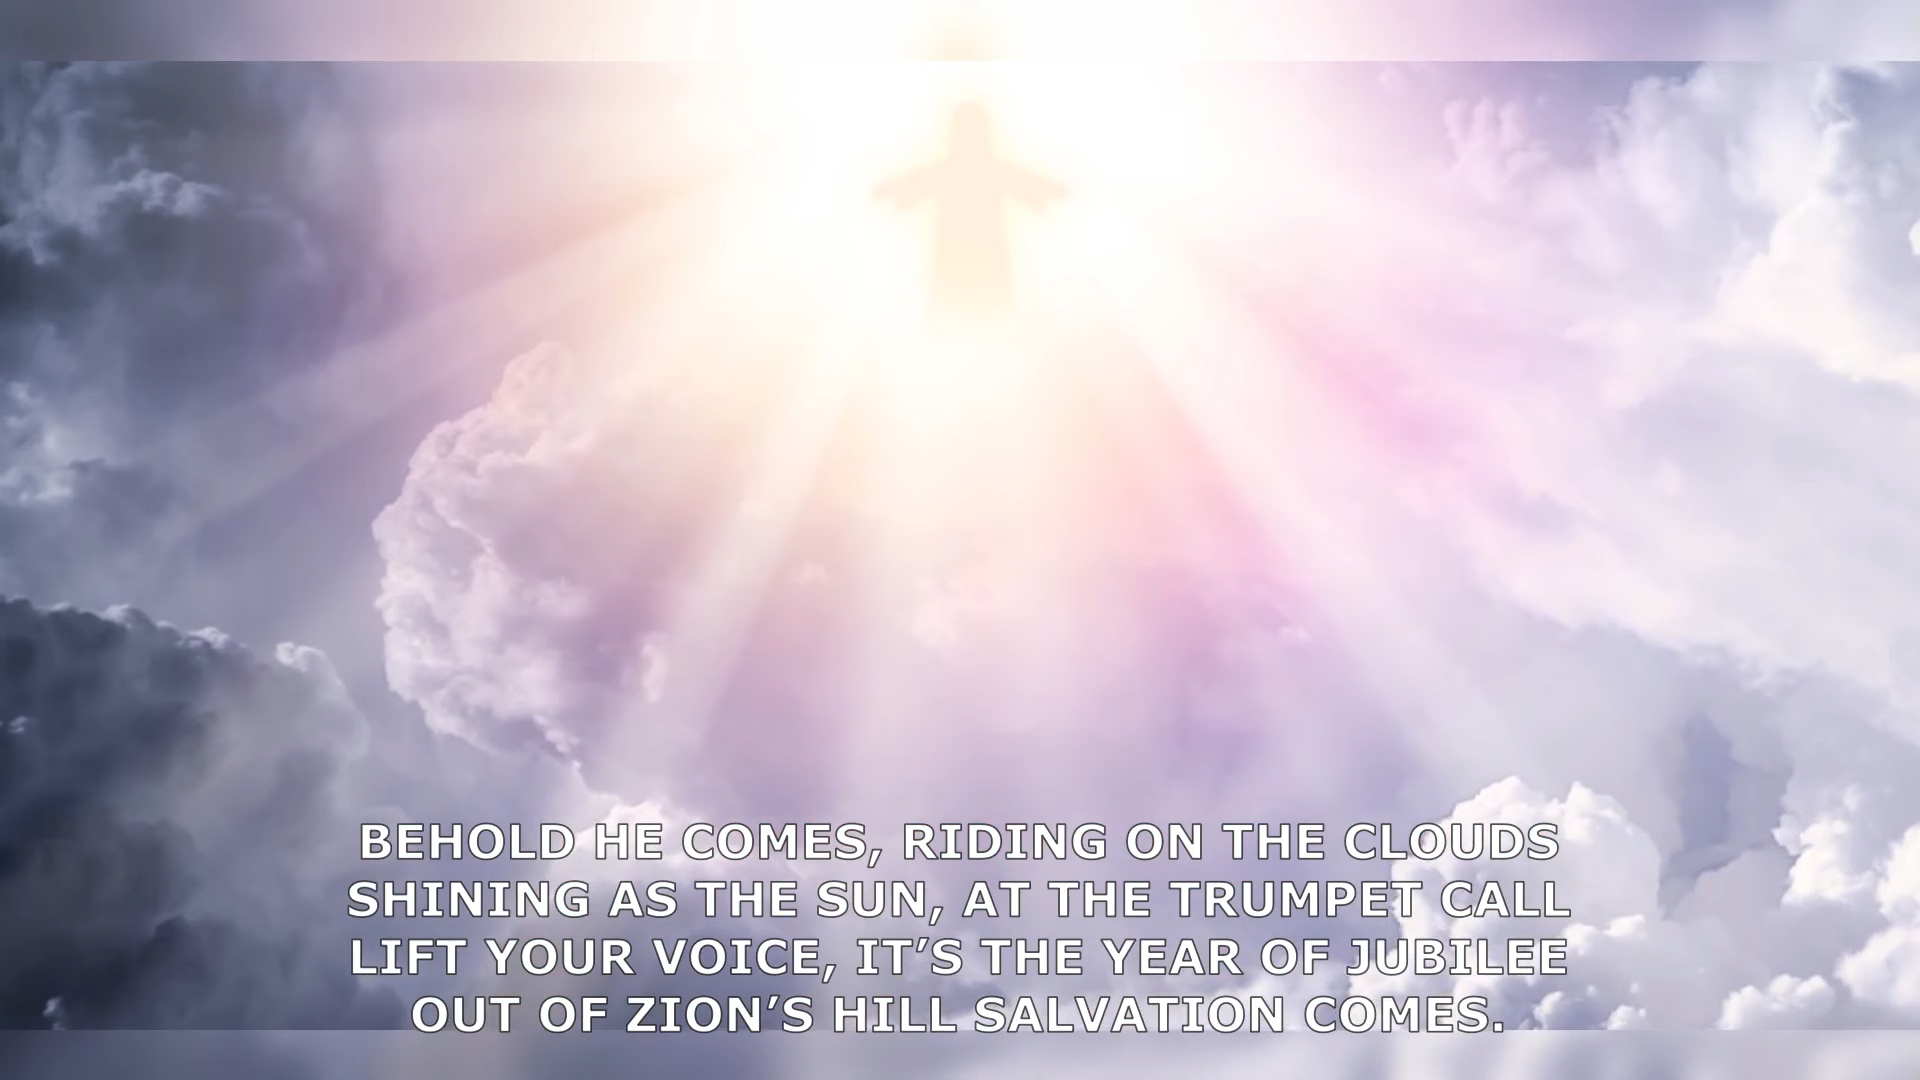 BEHOLD HE COMES, RIDING ON THE CLOUDS
SHINING AS THE SUN, AT THE TRUMPET CALL
LIFT YOUR VOICE, IT’S THE YEAR OF JUBILEE
OUT OF ZION’S HILL SALVATION COMES.